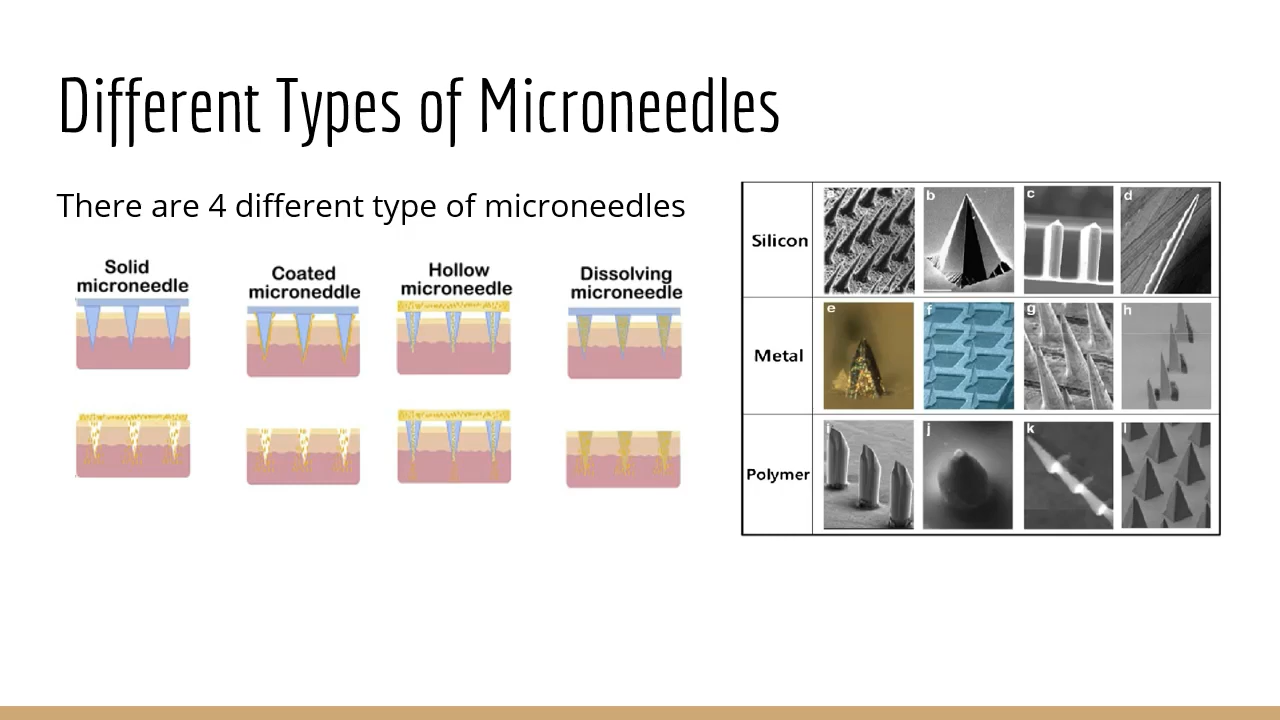 Different Types of Microneedles
There are 4 different type of microneedles
Solid
microneedle
Coated
microneddle
Hollow
microneedle
Dissolving
microneedle
Silicon
b
c
d
Metal
e
f
g
h
Polymer
i
j
k
l